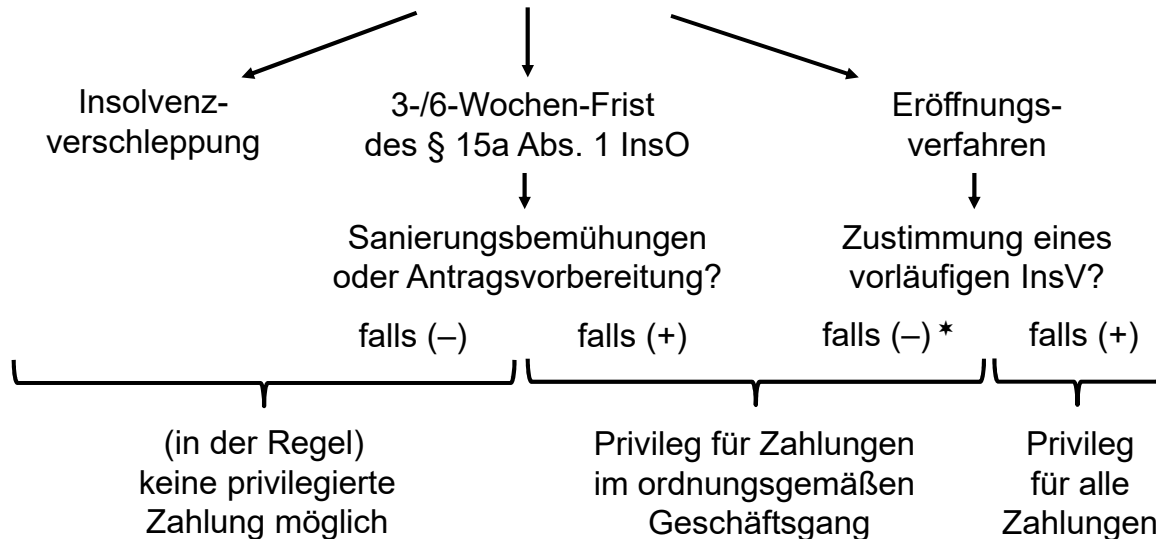 Insolvenz-
verschleppung
3-/6-Wochen-Frist
des § 15a Abs. 1 InsO
Eröffnungs-
verfahren
Sanierungsbemühungen
oder Antragsvorbereitung?
Zustimmung eines
vorläufigen InsV?
falls (–)
falls (+)
falls (–) *
falls (+)
(in der Regel)
keine privilegierte
Zahlung möglich
Privileg für Zahlungen
im ordnungsgemäßen
Geschäftsgang
Privileg
für alle
Zahlungen